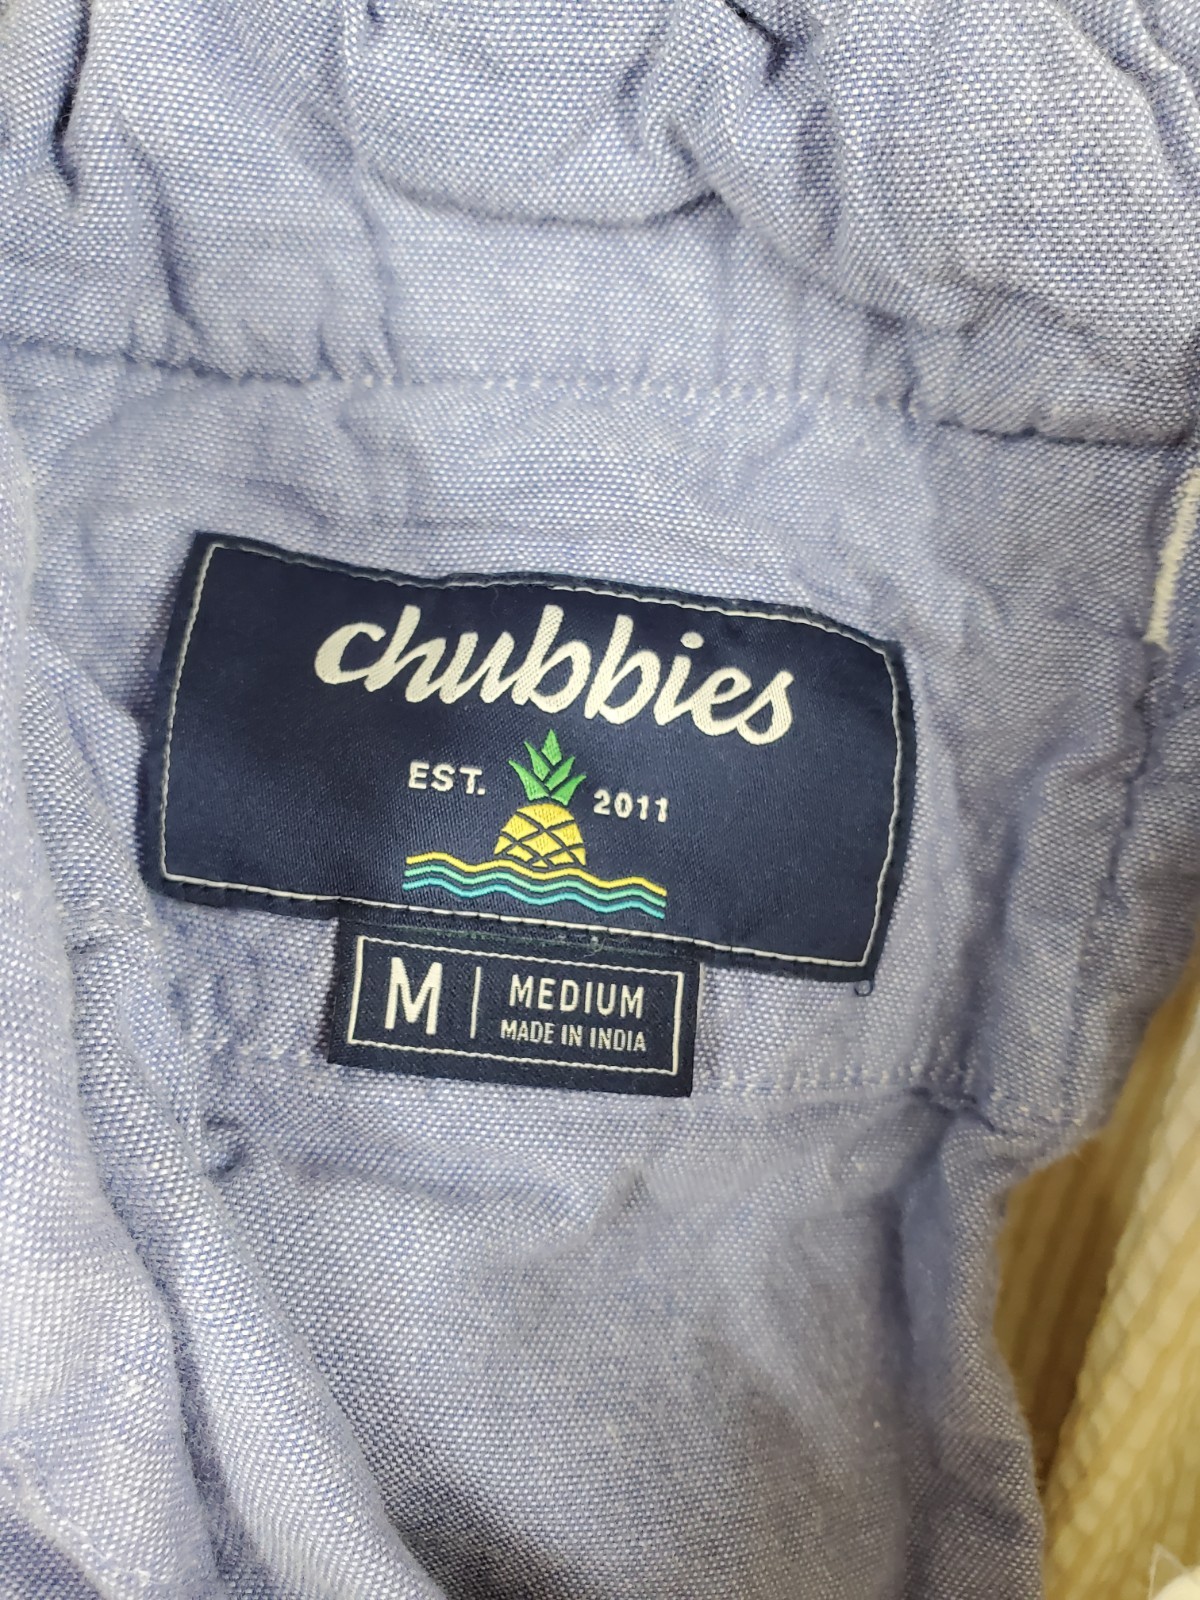 chubbies
EST. 2011
M | MEDIUM
MADE IN INDIA